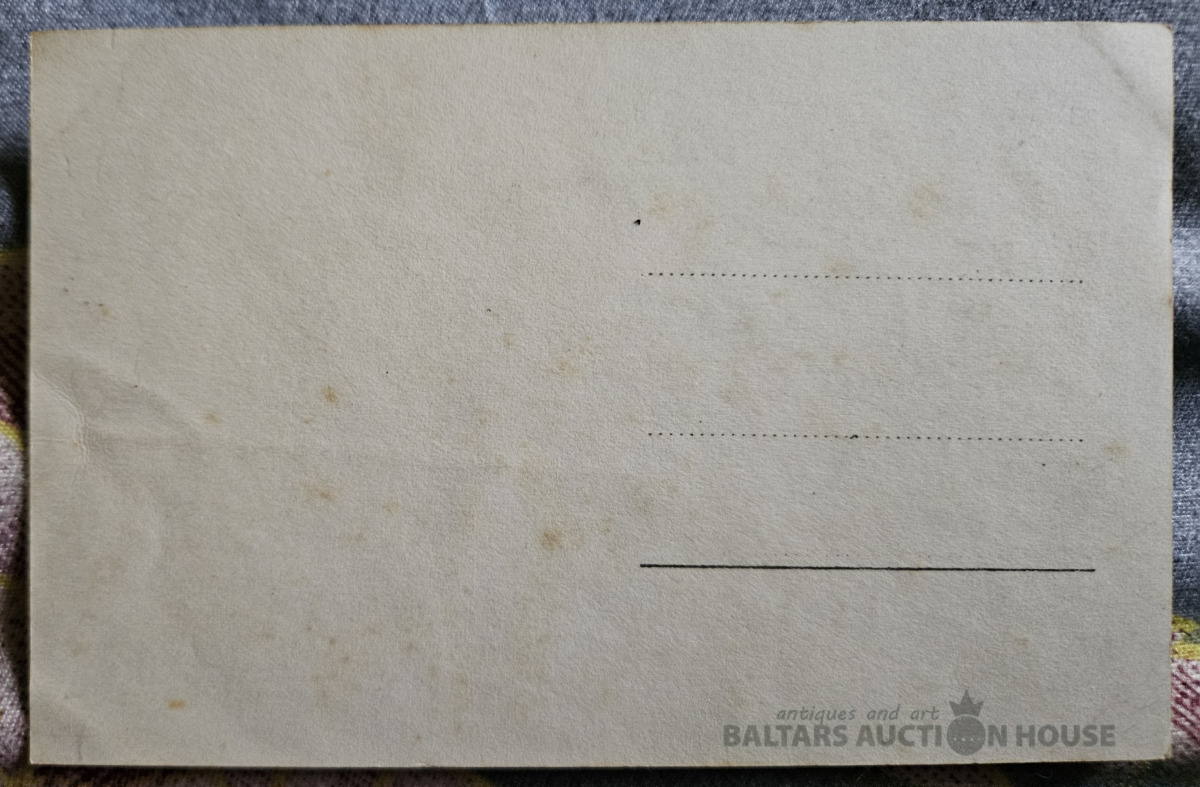 antiques and art
BALTARS AUCTION HOUSE